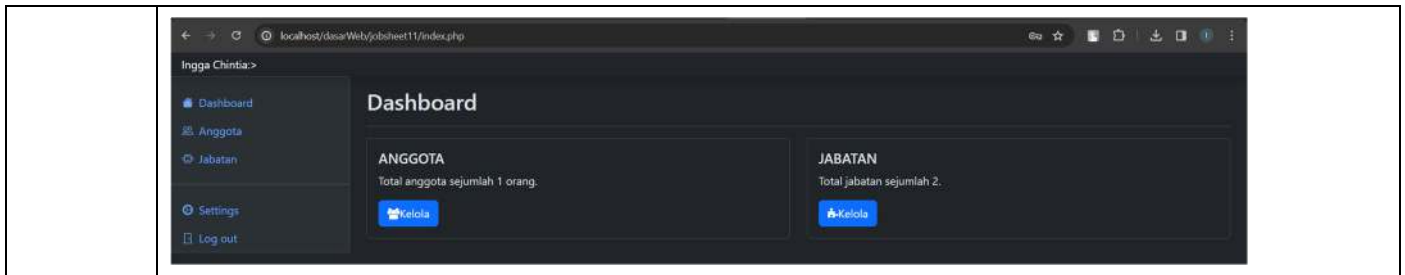 localhost/dasarWeb/jobsheet11/index.php
Ingga Chintia:>
Dashboard
Anggota
Jabatan
Settings
Log out
Dashboard
ANGGOTA
Total anggota sejumlah 1 orang.
Kelola
JABATAN
Total jabatan sejumlah 2.
Kelola